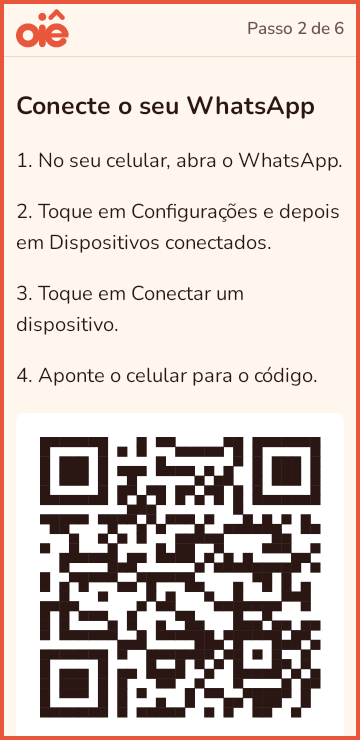 oiê
Passo 2 de 6
Conecte o seu WhatsApp
1. No seu celular, abra o WhatsApp.
2. Toque em Configurações e depois
em Dispositivos conectados.
3. Toque em Conectar um
dispositivo.
4. Aponte o celular para o código.